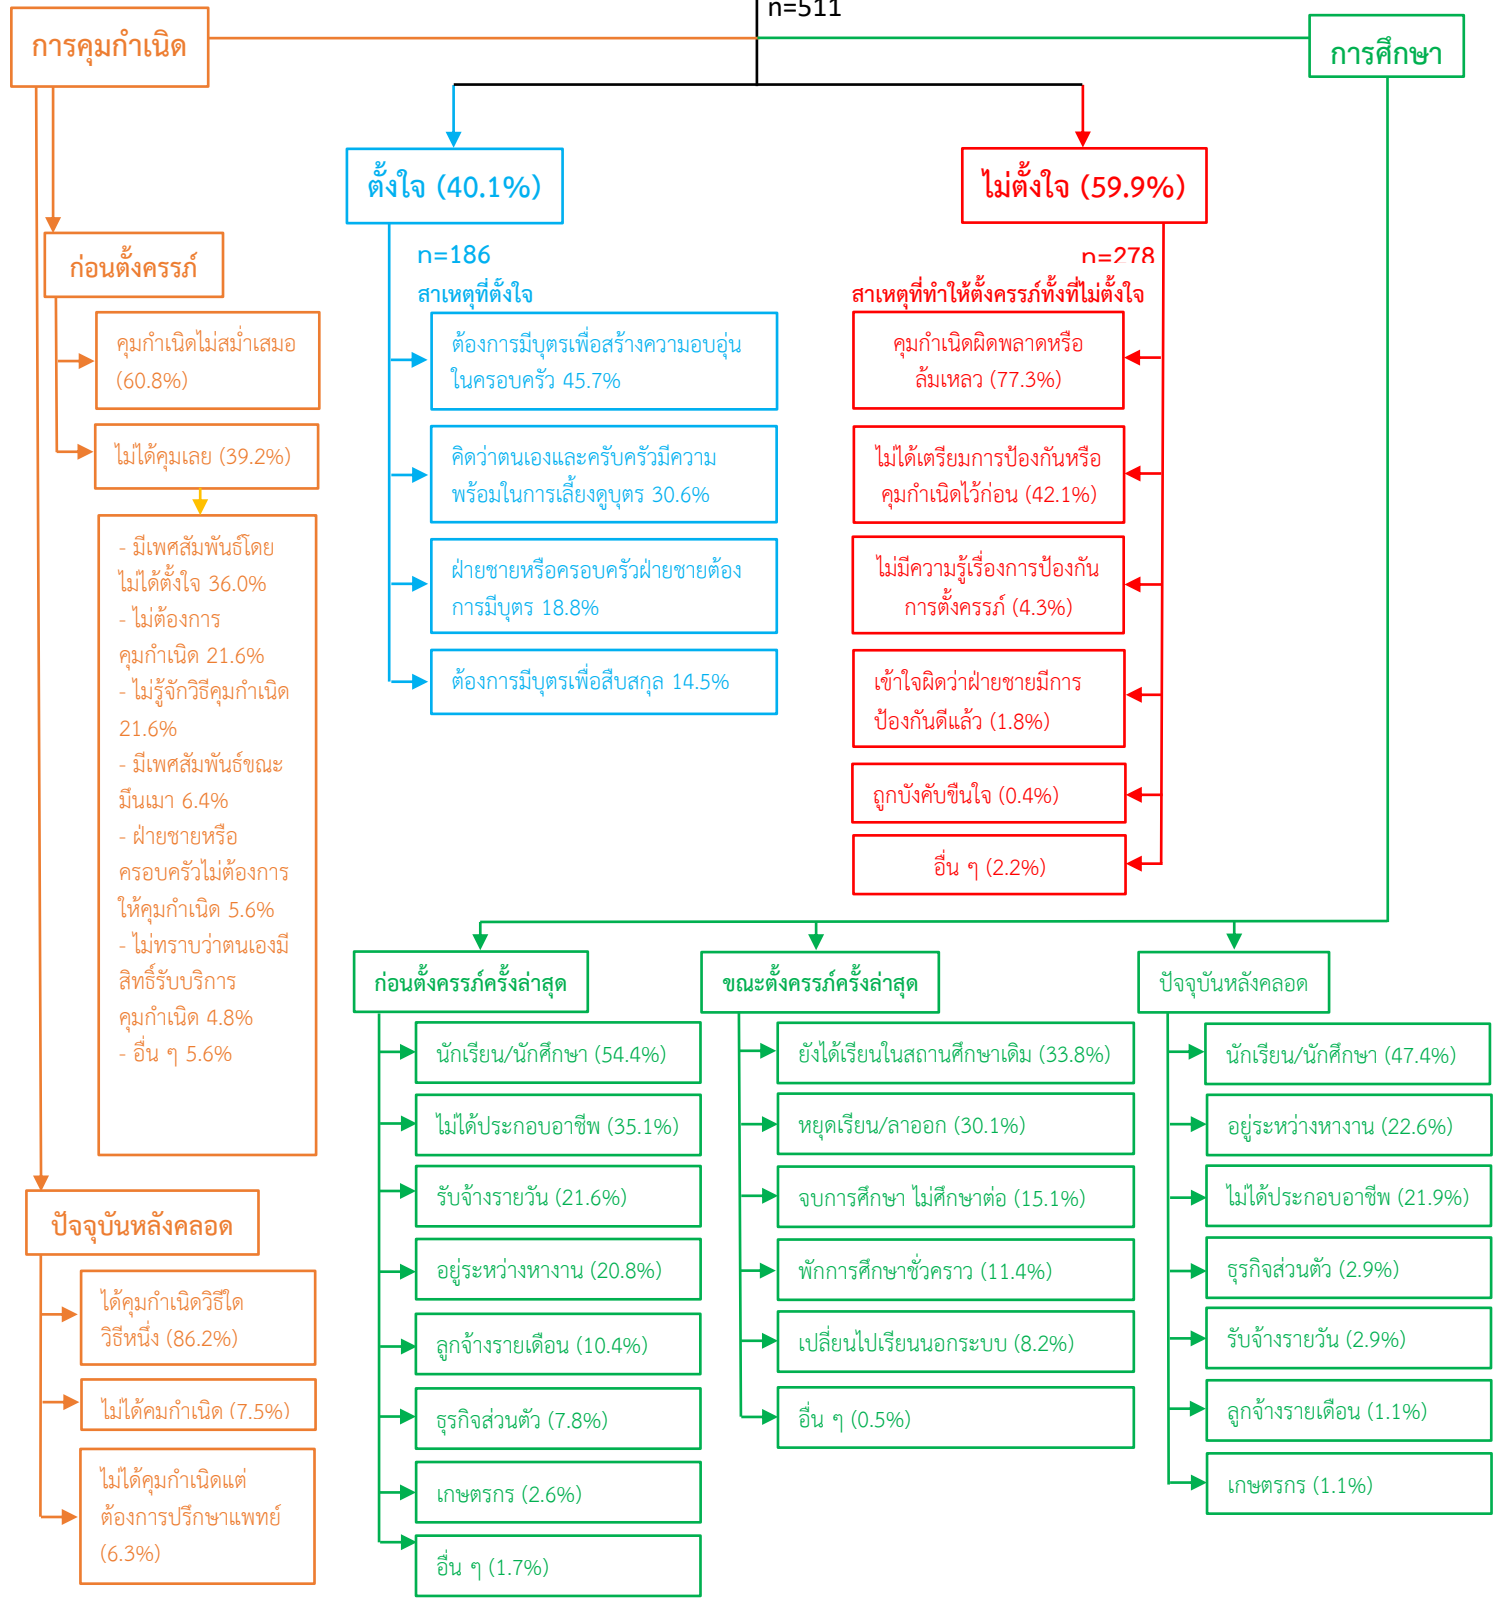 n=511
การคุมกำเนิด
การศึกษา
ตั้งใจ (40.1%)
ไม่ตั้งใจ (59.9%)
ก่อนตั้งครรภ์
คุมกำเนิดไม่สม่ำเสมอ
(60.8%)
ไม่ได้คุมเลย (39.2%)
- มีเพศสัมพันธ์โดย
ไม่ได้ตั้งใจ 36.0%
- ไม่ต้องการ
คุมกำเนิด 21.6%
- ไม่รู้จักวิธีคุมกำเนิด
21.6%
- มีเพศสัมพันธ์ขณะ
มึนเมา 6.4%
- ฝ่ายชายหรือ
ครอบครัวไม่ต้องการ
ให้คุมกำเนิด 5.6%
- ไม่ทราบว่าตนเองมี
สิทธิ์รับบริการ
คุมกำเนิด 4.8%
- อื่น ๆ 5.6%
ปัจจุบันหลังคลอด
ได้คุมกำเนิดวิธีใด
วิธีหนึ่ง (86.2%)
ไม่ได้คุมกำเนิด (7.5%)
ไม่ได้คุมกำเนิดแต่
ต้องการปรึกษาแพทย์
(6.3%)
n=186
สาเหตุที่ตั้งใจ
ต้องการมีบุตรเพื่อสร้างความอบอุ่น
ในครอบครัว 45.7%
คิดว่าตนเองและครับครัวมีความ
พร้อมในการเลี้ยงดูบุตร 30.6%
ฝ่ายชายหรือครอบครัวฝ่ายชายต้อง
การมีบุตร 18.8%
ต้องการมีบุตรเพื่อสืบสกุล 14.5%
n=278
สาเหตุที่ทำให้ตั้งครรภ์ทั้งที่ไม่ตั้งใจ
คุมกำเนิดผิดพลาดหรือ
ล้มเหลว (77.3%)
ไม่ได้เตรียมการป้องกันหรือ
คุมกำเนิดไว้ก่อน (42.1%)
ไม่มีความรู้เรื่องการป้องกัน
การตั้งครรภ์ (4.3%)
เข้าใจผิดว่าฝ่ายชายมีการ
ป้องกันดีแล้ว (1.8%)
ถูกบังคับขืนใจ (0.4%)
อื่น ๆ (2.2%)
ก่อนตั้งครรภ์ครั้งล่าสุด
นักเรียน/นักศึกษา (54.4%)
ไม่ได้ประกอบอาชีพ (35.1%)
รับจ้างรายวัน (21.6%)
อยู่ระหว่างหางาน (20.8%)
ลูกจ้างรายเดือน (10.4%)
ธุรกิจส่วนตัว (7.8%)
เกษตรกร (2.6%)
อื่น ๆ (1.7%)
ขณะตั้งครรภ์ครั้งล่าสุด
ยังได้เรียนในสถานศึกษาเดิม (33.8%)
หยุดเรียน/ลาออก (30.1%)
จบการศึกษา ไม่ศึกษาต่อ (15.1%)
พักการศึกษาชั่วคราว (11.4%)
เปลี่ยนไปเรียนนอกระบบ (8.2%)
อื่น ๆ (0.5%)
ปัจจุบันหลังคลอด
นักเรียน/นักศึกษา (47.4%)
อยู่ระหว่างหางาน (22.6%)
ไม่ได้ประกอบอาชีพ (21.9%)
ธุรกิจส่วนตัว (2.9%)
รับจ้างรายวัน (2.9%)
ลูกจ้างรายเดือน (1.1%)
เกษตรกร (1.1%)